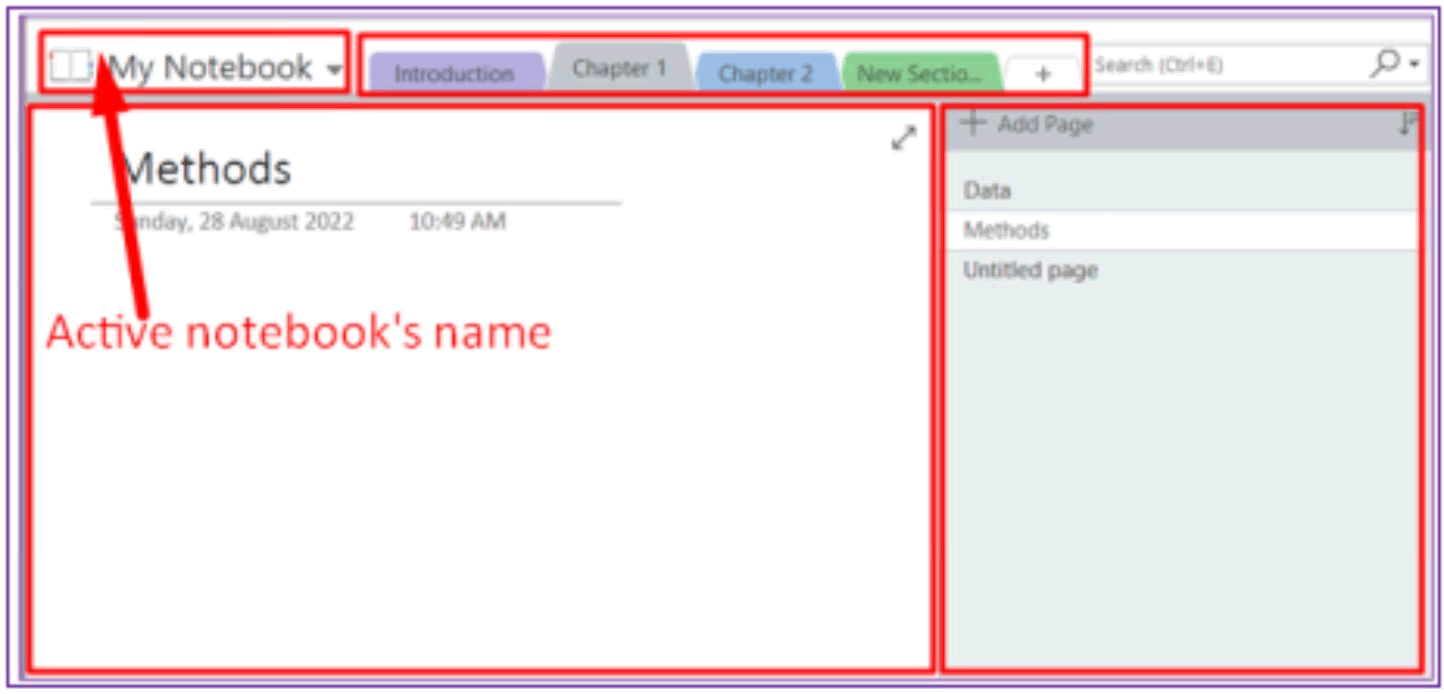 My Notebook
Introduction
Chapter 1
Chapter 2
New Sectio...
+
Search (Ctrl+E)
Methods
Sunday, 28 August 2022 10:49 AM
Active notebook's name
+ Add Page
Data
Methods
Untitled page